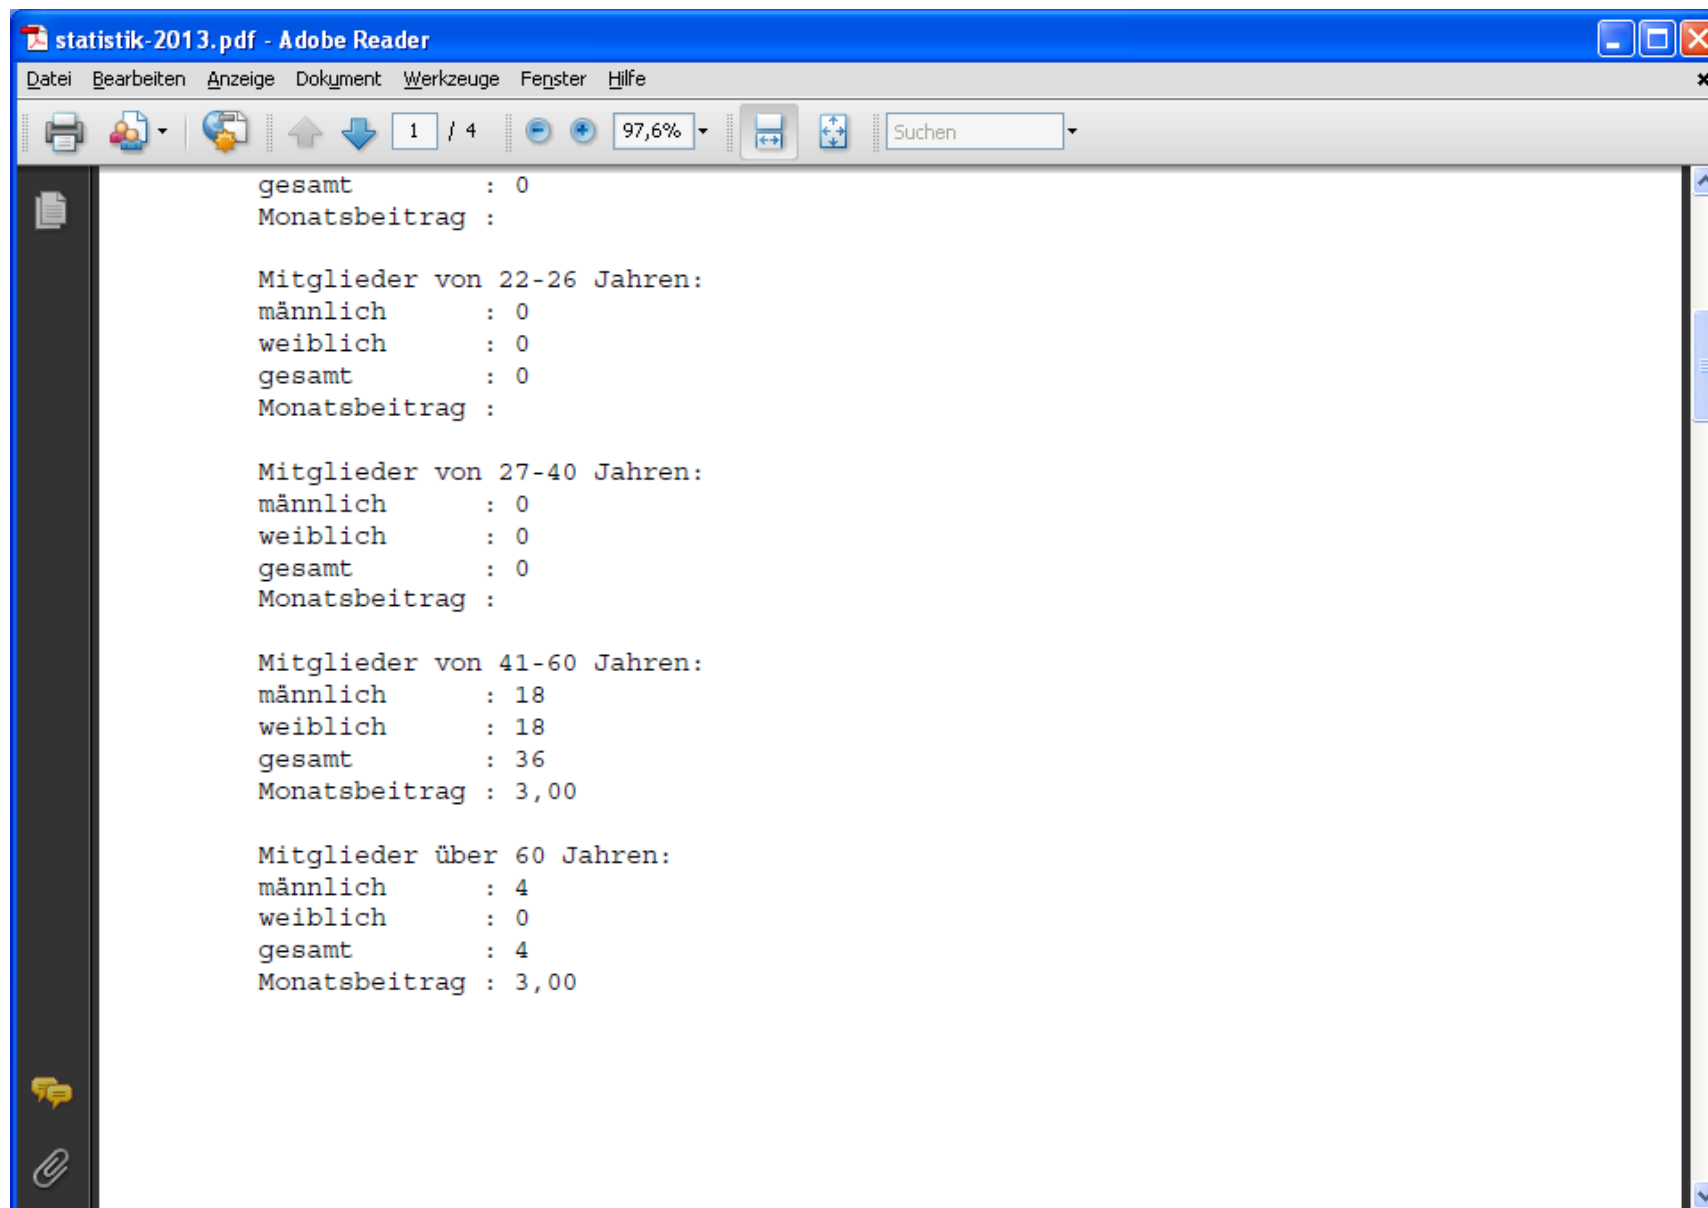 statistik-2013.pdf - Adobe Reader
Datei Bearbeiten Anzeige Dokument Werkzeuge Fenster Hilfe
1 / 4 97,6% Suchen
gesamt : 0
Monatsbeitrag :
Mitglieder von 22-26 Jahren:
männlich : 0
weiblich : 0
gesamt : 0
Monatsbeitrag :
Mitglieder von 27-40 Jahren:
männlich : 0
weiblich : 0
gesamt : 0
Monatsbeitrag :
Mitglieder von 41-60 Jahren:
männlich : 18
weiblich : 18
gesamt : 36
Monatsbeitrag : 3,00
Mitglieder über 60 Jahren:
männlich : 4
weiblich : 0
gesamt : 4
Monatsbeitrag : 3,00